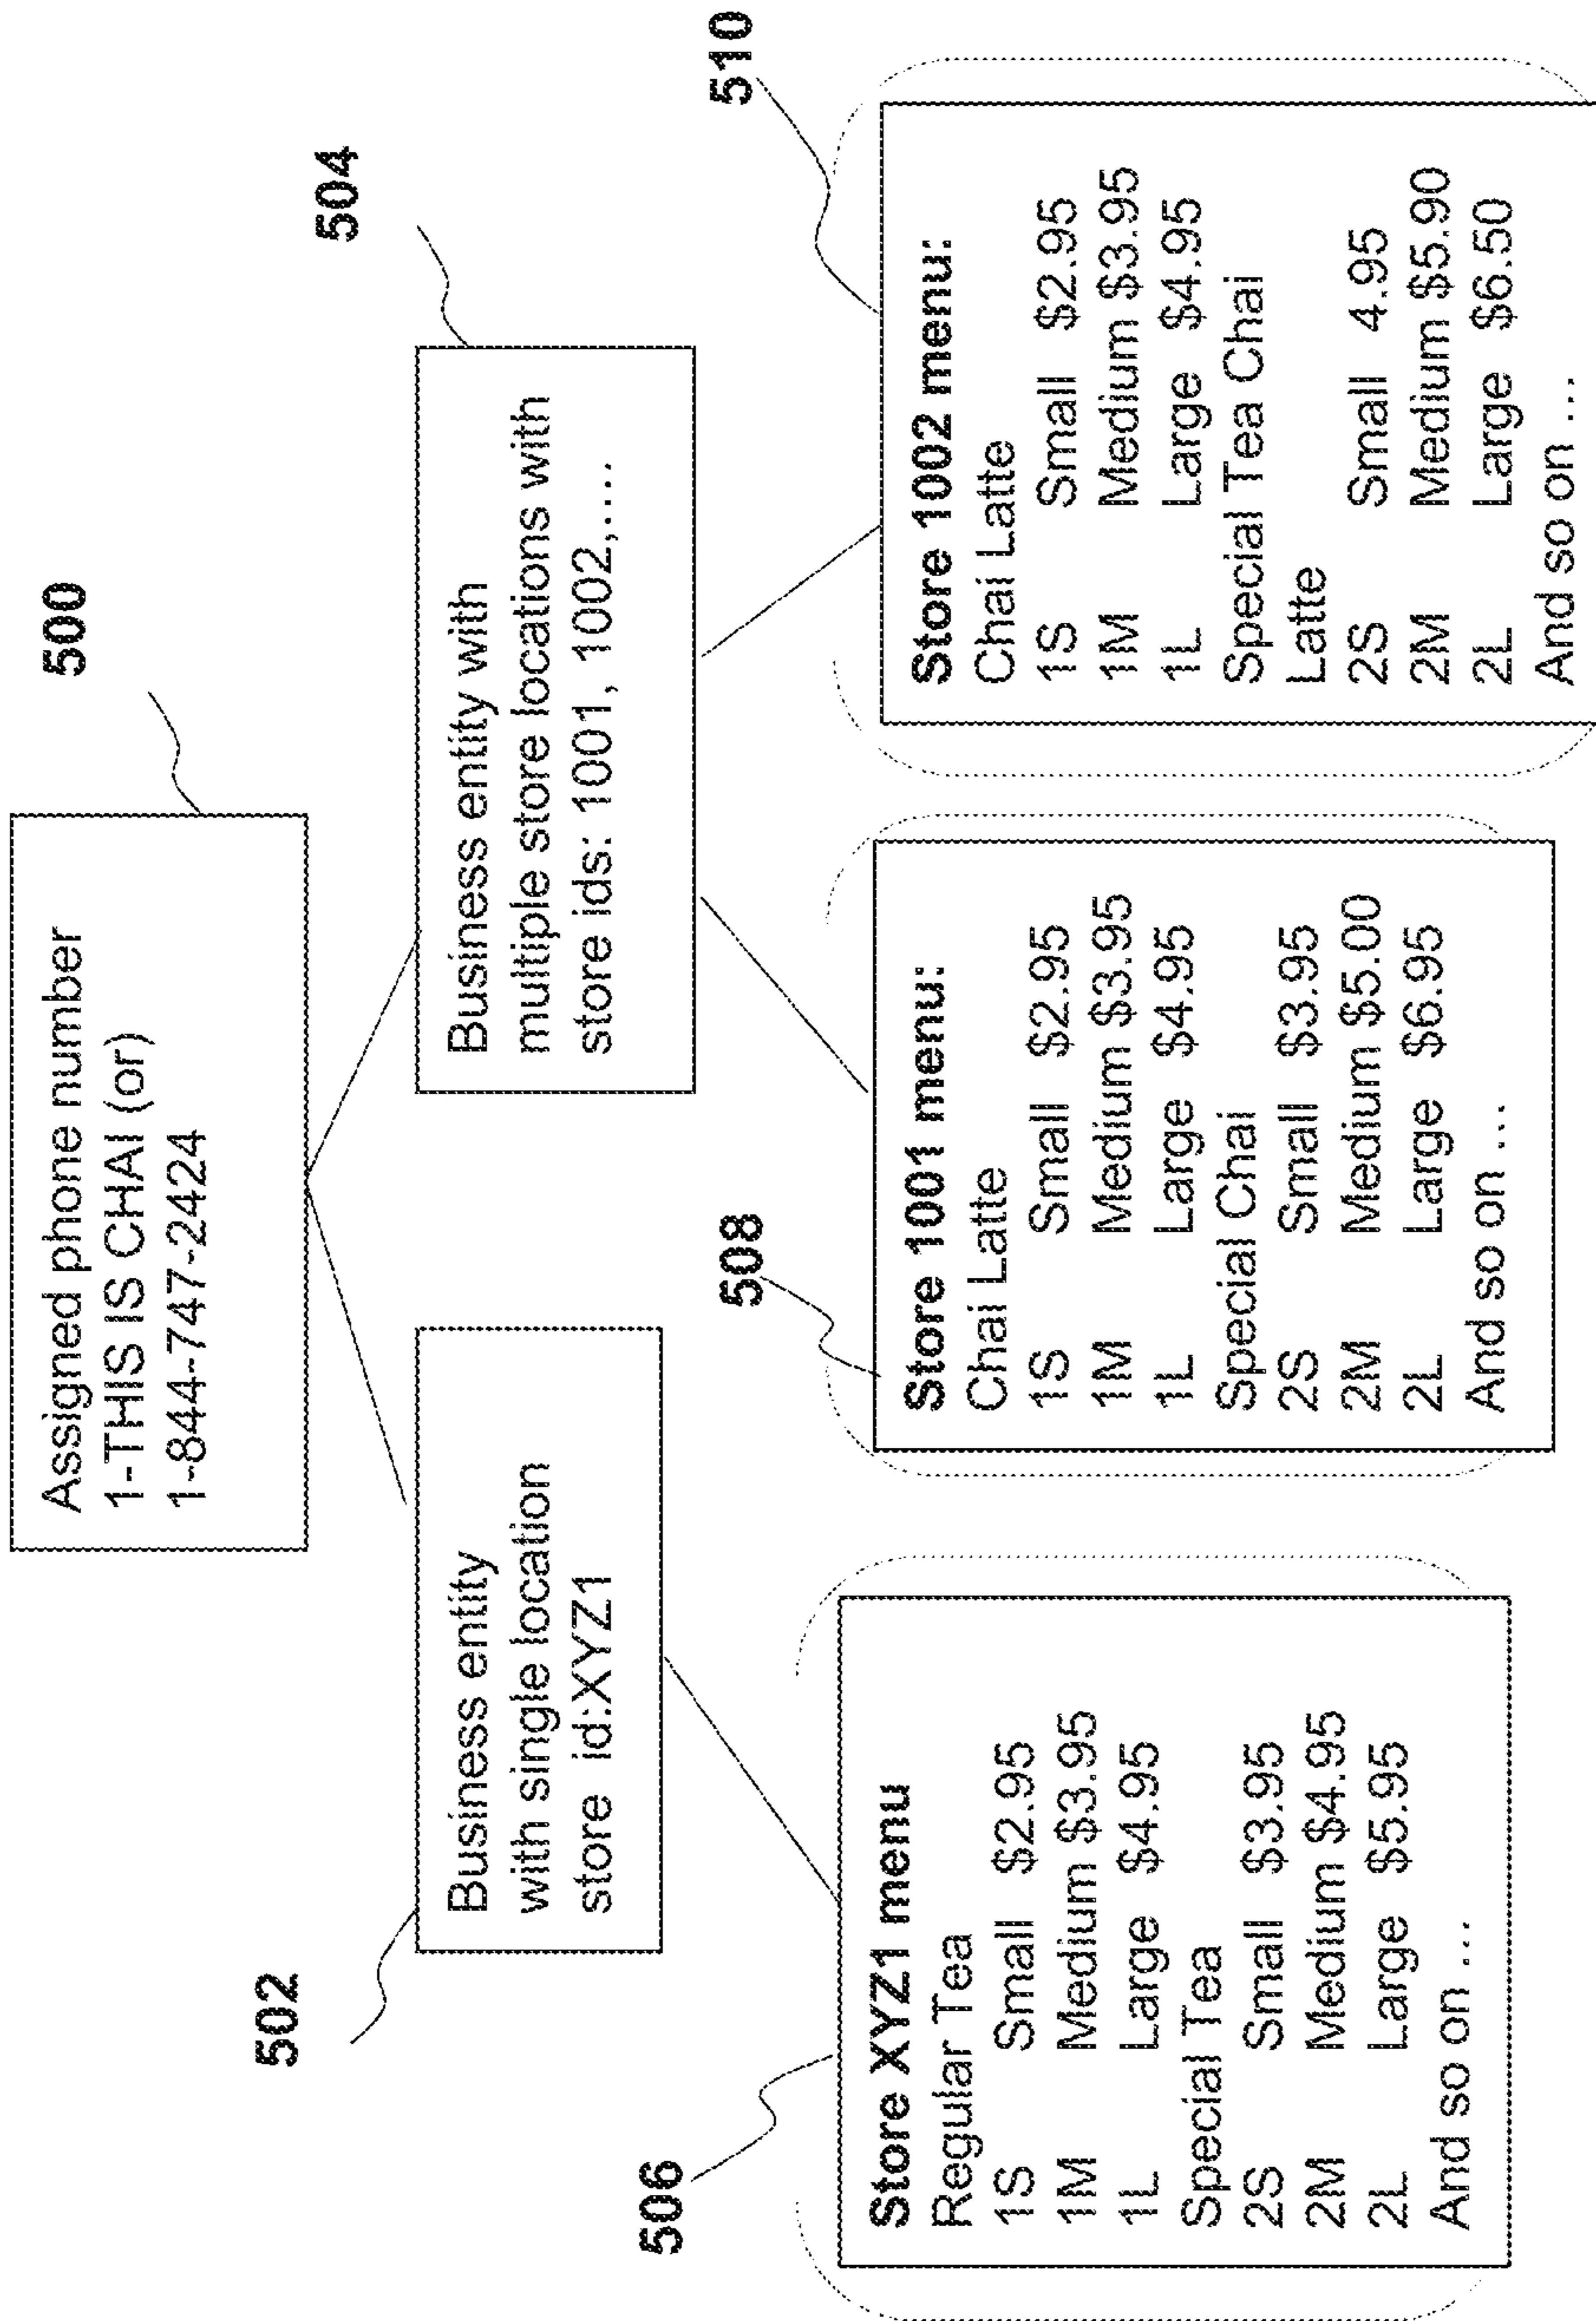 500
Assigned phone number
1-THIS IS CHAI (or)
1-844-747-2424
502
Business entity
with single location
store id:XYZ1
504
Business entity with
multiple store locations with
store ids: 1001, 1002,....
506
Store XYZ1 menu
Regular Tea
1S Small $2.95
1M Medium $3.95
1L Large $4.95
Special Tea
2S Small $3.95
2M Medium $4.95
2L Large $5.95
And so on ...
508
Store 1001 menu:
Chai Latte
1S Small $2.95
1M Medium $3.95
1L Large $4.95
Special Chai
2S Small $3.95
2M Medium $5.00
2L Large $6.95
And so on ...
510
Store 1002 menu:
Chai Latte
1S Small $2.95
1M Medium $3.95
1L Large $4.95
Special Tea Chai
Latte
2S Small 4.95
2M Medium $5.90
2L Large $6.50
And so on ...